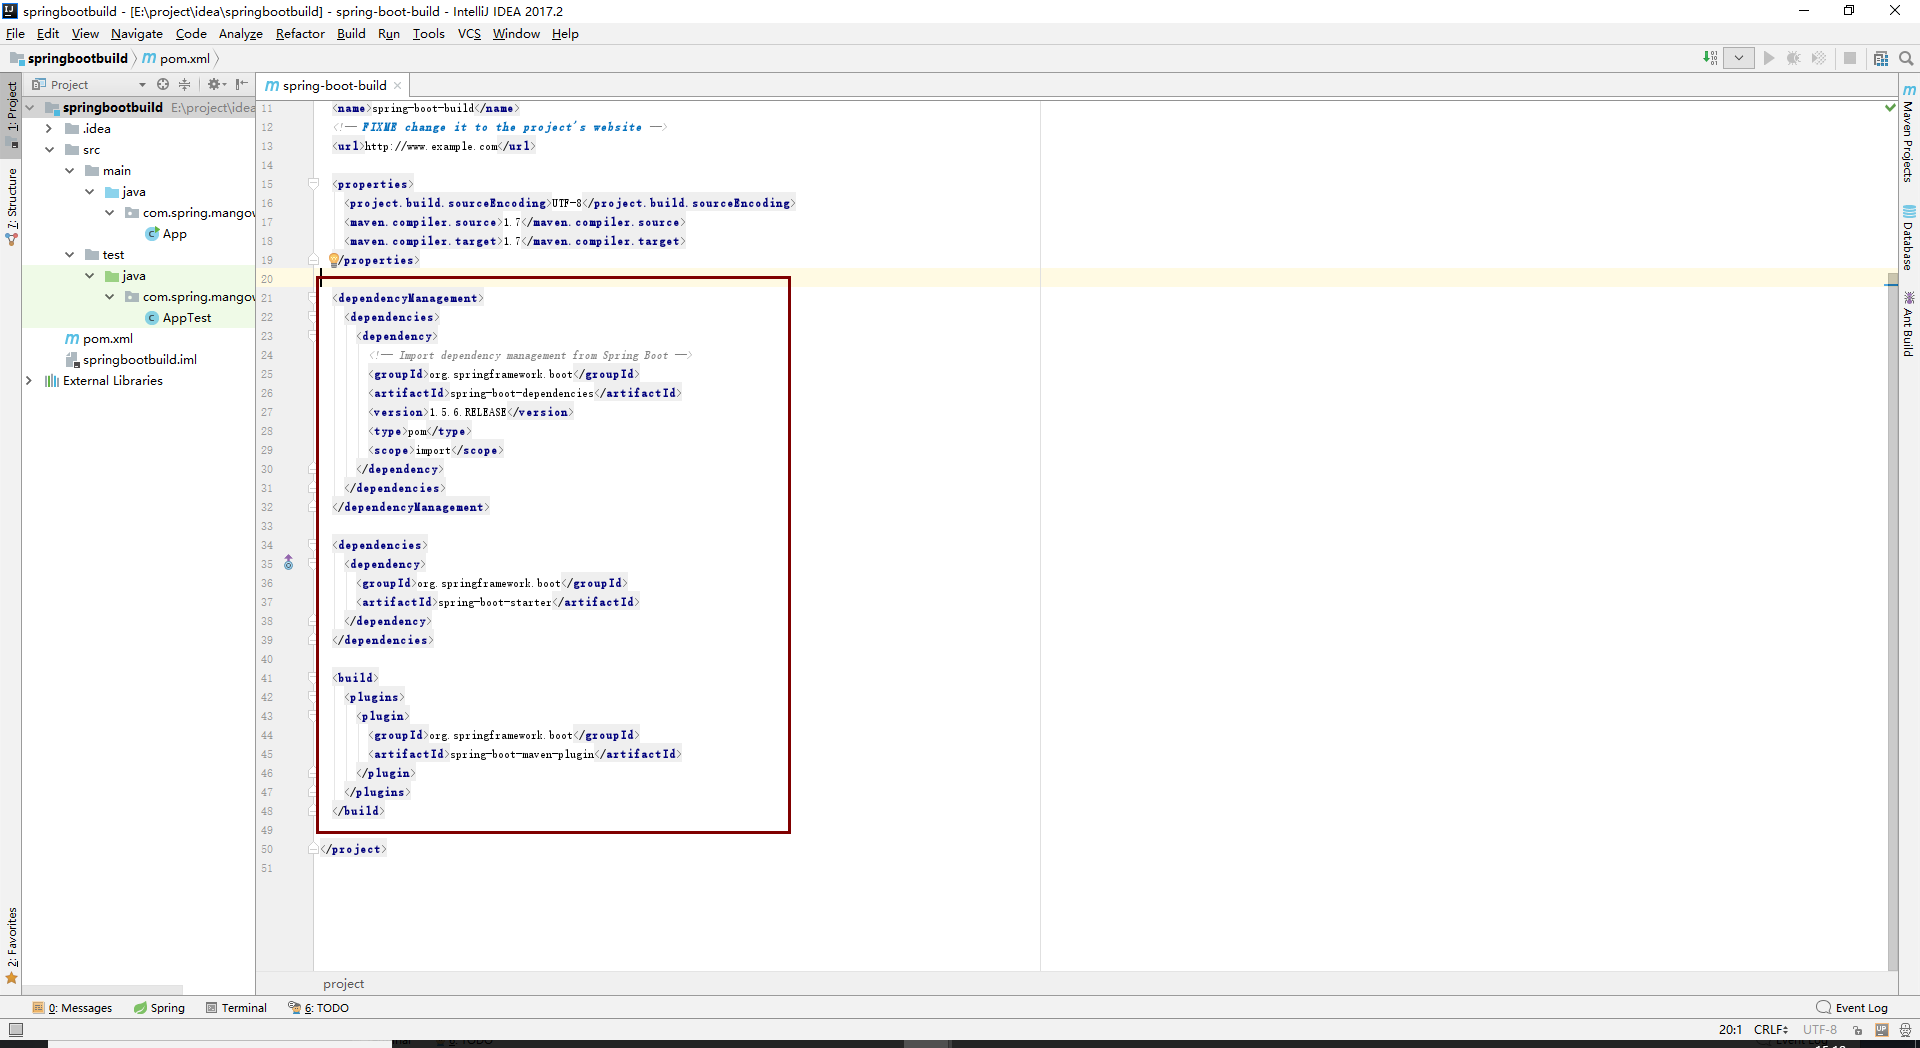 springbootbuild - [E:\project\idea\springbootbuild] - spring-boot-build - IntelliJ IDEA 2017.2
File Edit View Navigate Code Analyze Refactor Build Run Tools VCS Window Help
springbootbuild pom.xml
Project
spring-boot-build
1: Project
7: Structure
2: Favorites
springbootbuild E:\project\idea
.idea
src
main
java
com.spring.mango
App
test
java
com.spring.mango
AppTest
pom.xml
springbootbuild.iml
External Libraries
11 <name>spring-boot-build</name>
12 <!-- FIXME change it to the project's website -->
13 <url>http://www.example.com</url>
14
15 <properties>
16 <project.build.sourceEncoding>UTF-8</project.build.sourceEncoding>
17 <maven.compiler.source>1.7</maven.compiler.source>
18 <maven.compiler.target>1.7</maven.compiler.target>
19 /properties>
20
21 <dependencyManagement>
22 <dependencies>
23 <dependency>
24 <!-- Import dependency management from Spring Boot -->
25 <groupId>org.springframework.boot</groupId>
26 <artifactId>spring-boot-dependencies</artifactId>
27 <version>1.5.6.RELEASE</version>
28 <type>pom</type>
29 <scope>import</scope>
30 </dependency>
31 </dependencies>
32 </dependencyManagement>
33
34 <dependencies>
35 <dependency>
36 <groupId>org.springframework.boot</groupId>
37 <artifactId>spring-boot-starter</artifactId>
38 </dependency>
39 </dependencies>
40
41 <build>
42 <plugins>
43 <plugin>
44 <groupId>org.springframework.boot</groupId>
45 <artifactId>spring-boot-maven-plugin</artifactId>
46 </plugin>
47 </plugins>
48 </build>
49
50 </project>
51
Maven Projects
Database
Ant Build
project
0: Messages Spring Terminal 6: TODO Event Log
20:1 CRLF UTF-8